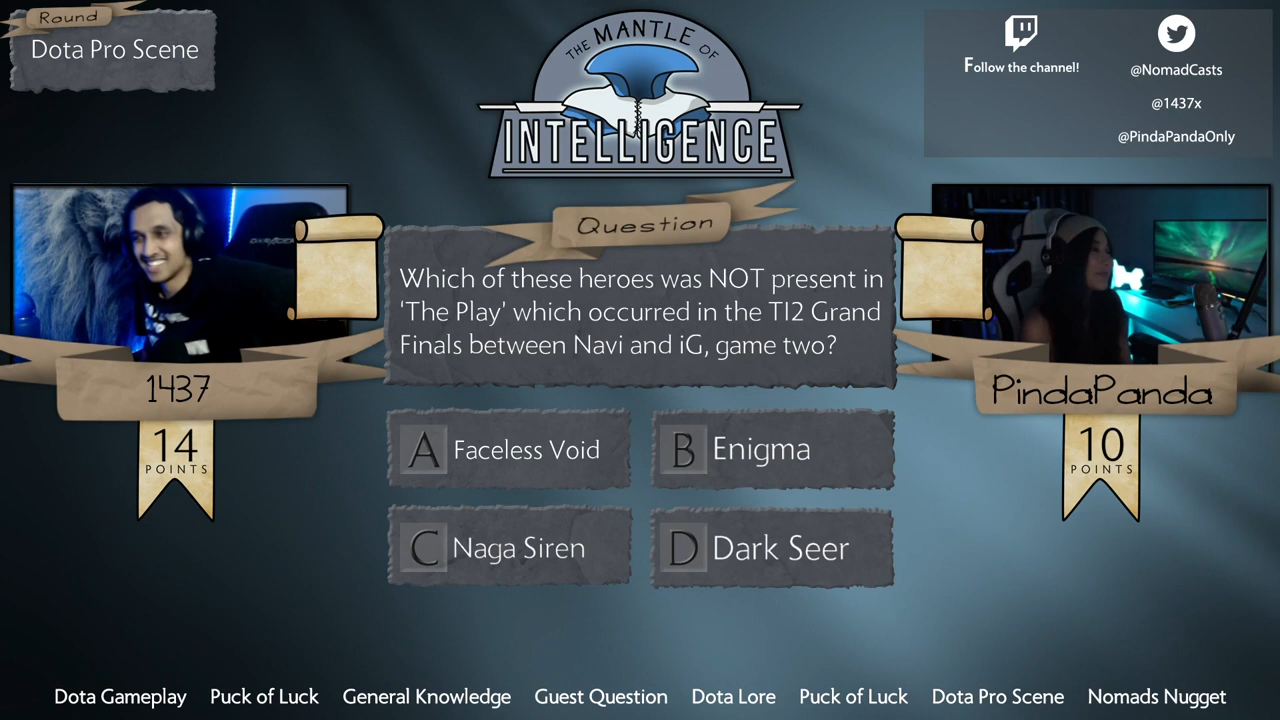 Round
Dota Pro Scene
THE MANTLE OF
INTELLIGENCE
Follow the channel!
@NomadCasts
@1437x
@PindaPandaOnly
Question
Which of these heroes was NOT present in
‘The Play’ which occurred in the TI2 Grand
Finals between Navi and iG, game two?
A Faceless Void
B Enigma
C Naga Siren
D Dark Seer
1437
14
POINTS
PindaPanda
10
POINTS
Dota Gameplay Puck of Luck General Knowledge Guest Question Dota Lore Puck of Luck Dota Pro Scene Nomads Nugget